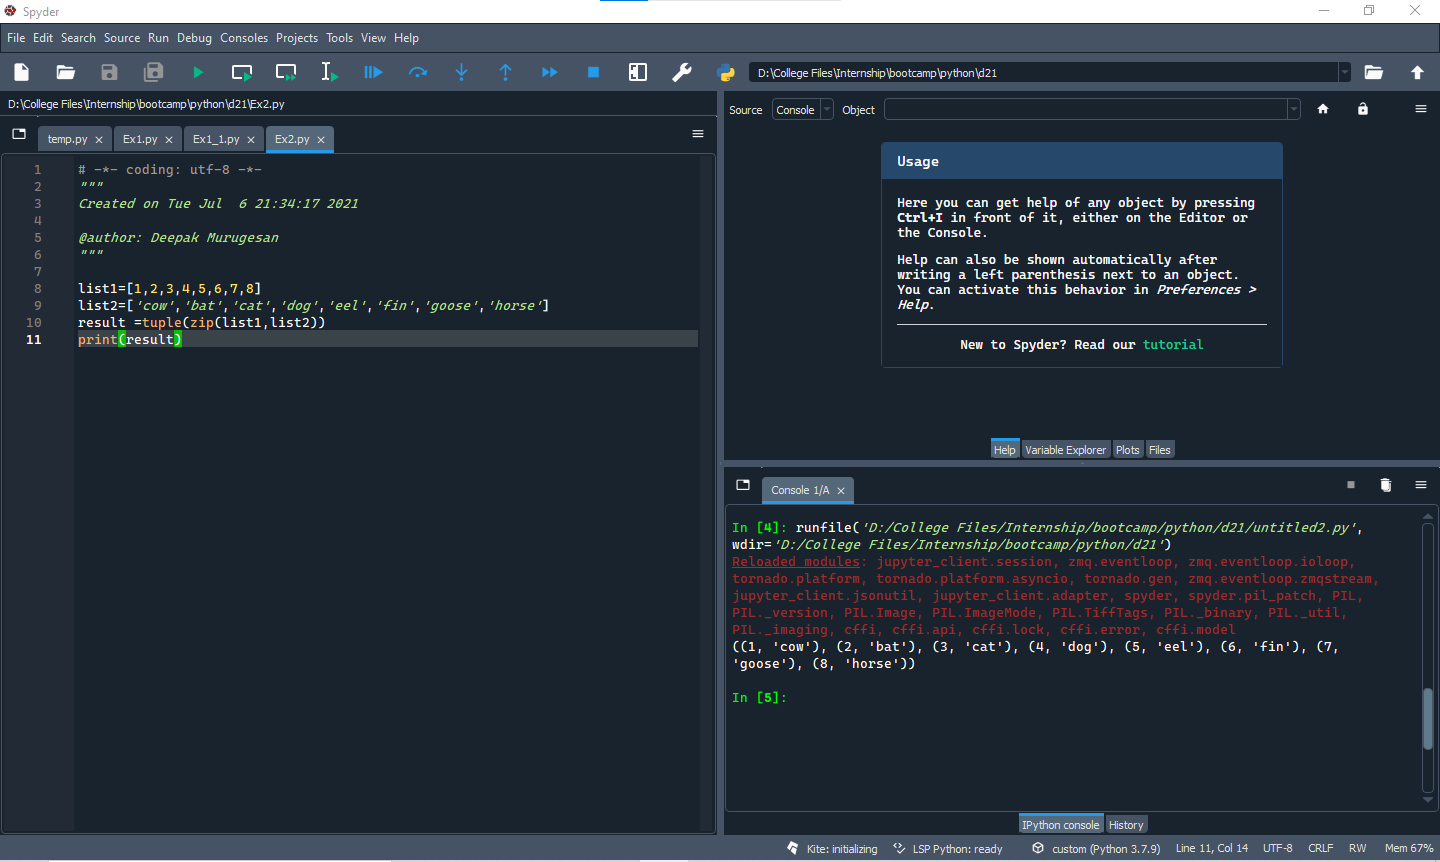 Spyder
File Edit Search Source Run Debug Consoles Projects Tools View Help
D:\College Files\Internship\bootcamp\python\d21
D:\College Files\Internship\bootcamp\python\d21\Ex2.py
temp.py Ex1.py Ex1_1.py Ex2.py
1 # -*- coding: utf-8 -*-
2 """
3 Created on Tue Jul  6 21:34:17 2021
4
5 @author: Deepak Murugesan
6 """
7
8 list1=[1,2,3,4,5,6,7,8]
9 list2=['cow','bat','cat','dog','eel','fin','goose','horse']
10 result =tuple(zip(list1,list2))
11 print(result)
Source Console Object
Usage
Here you can get help of any object by pressing
Ctrl+I in front of it, either on the Editor or
the Console.
Help can also be shown automatically after
writing a left parenthesis next to an object.
You can activate this behavior in Preferences >
Help.
New to Spyder? Read our tutorial
Help Variable Explorer Plots Files
Console 1/A
In [4]: runfile('D:/College Files/Internship/bootcamp/python/d21/untitled2.py',
wdir='D:/College Files/Internship/bootcamp/python/d21')
Reloaded modules: jupyter_client.session, zmq.eventloop, zmq.eventloop.ioloop,
tornado.platform, tornado.platform.asyncio, tornado.gen, zmq.eventloop.zmqstream,
jupyter_client.jsonutil, jupyter_client.adapter, spyder, spyder.pil_patch, PIL,
PIL._version, PIL.Image, PIL.ImageMode, PIL.TiffTags, PIL._binary, PIL._util,
PIL._imaging, cffi, cffi.api, cffi.lock, cffi.error, cffi.model
((1, 'cow'), (2, 'bat'), (3, 'cat'), (4, 'dog'), (5, 'eel'), (6, 'fin'), (7,
'goose'), (8, 'horse'))
In [5]:
IPython console History
Kite: initializing LSP Python: ready custom (Python 3.7.9) Line 11, Col 14 UTF-8 CRLF RW Mem 67%